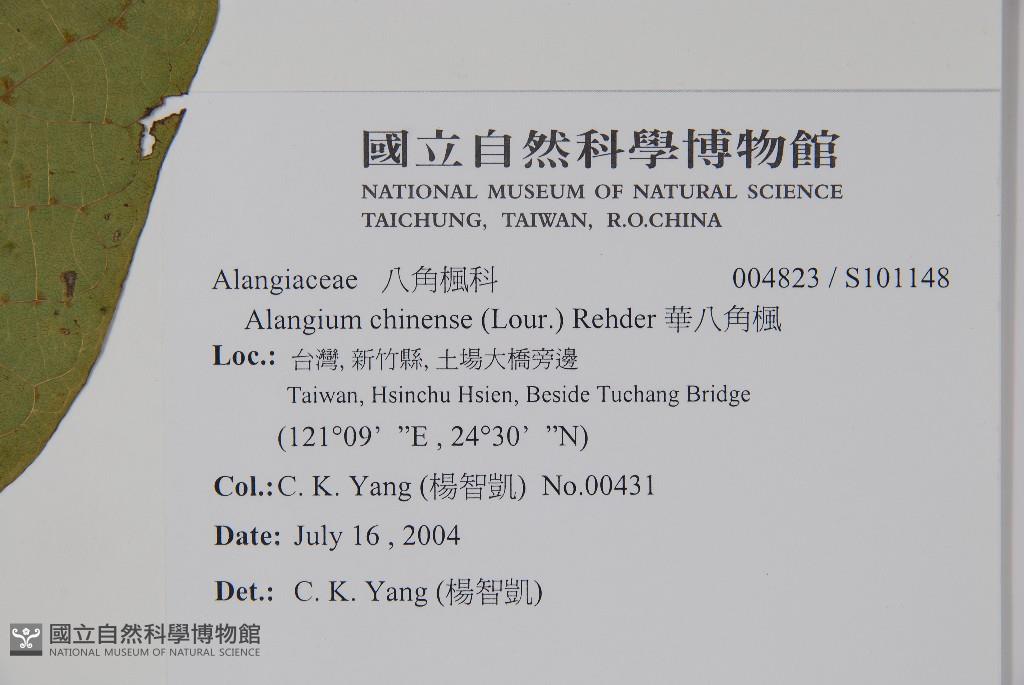 國立自然科學博物館
NATIONAL MUSEUM OF NATURAL SCIENCE
TAICHUNG, TAIWAN, R.O.CHINA
Alangiaceae 八角楓科 004823 / S101148
Alangium chinense (Lour.) Rehder 華八角楓
Loc.: 台灣, 新竹縣, 土場大橋旁邊
Taiwan, Hsinchu Hsien, Beside Tuchang Bridge
(121°09’ ”E , 24°30’ ”N)
Col.: C. K. Yang (楊智凱) No.00431
Date: July 16 , 2004
Det.: C. K. Yang (楊智凱)
國立自然科學博物館
NATIONAL MUSEUM OF NATURAL SCIENCE